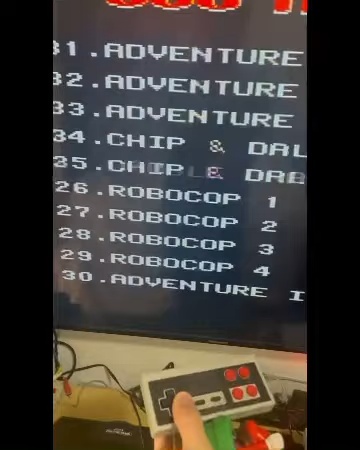 31.ADVENTURE
32.ADVENTURE
33.ADVENTURE
34.CHIP & DAL
35.CHIP
26.ROBOCOP 1
27.ROBOCOP 2
28.ROBOCOP 3
29.ROBOCOP 4
30.ADVENTURE I